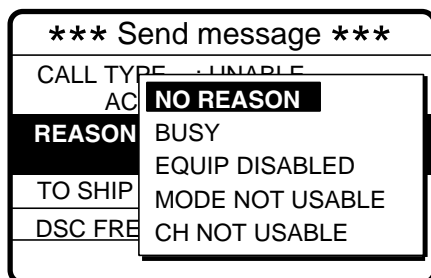 *** Send message ***
CALL TYPE : UNABLE
AC
NO REASON
REASON
BUSY
EQUIP DISABLED
TO SHIP
MODE NOT USABLE
DSC FRE
CH NOT USABLE